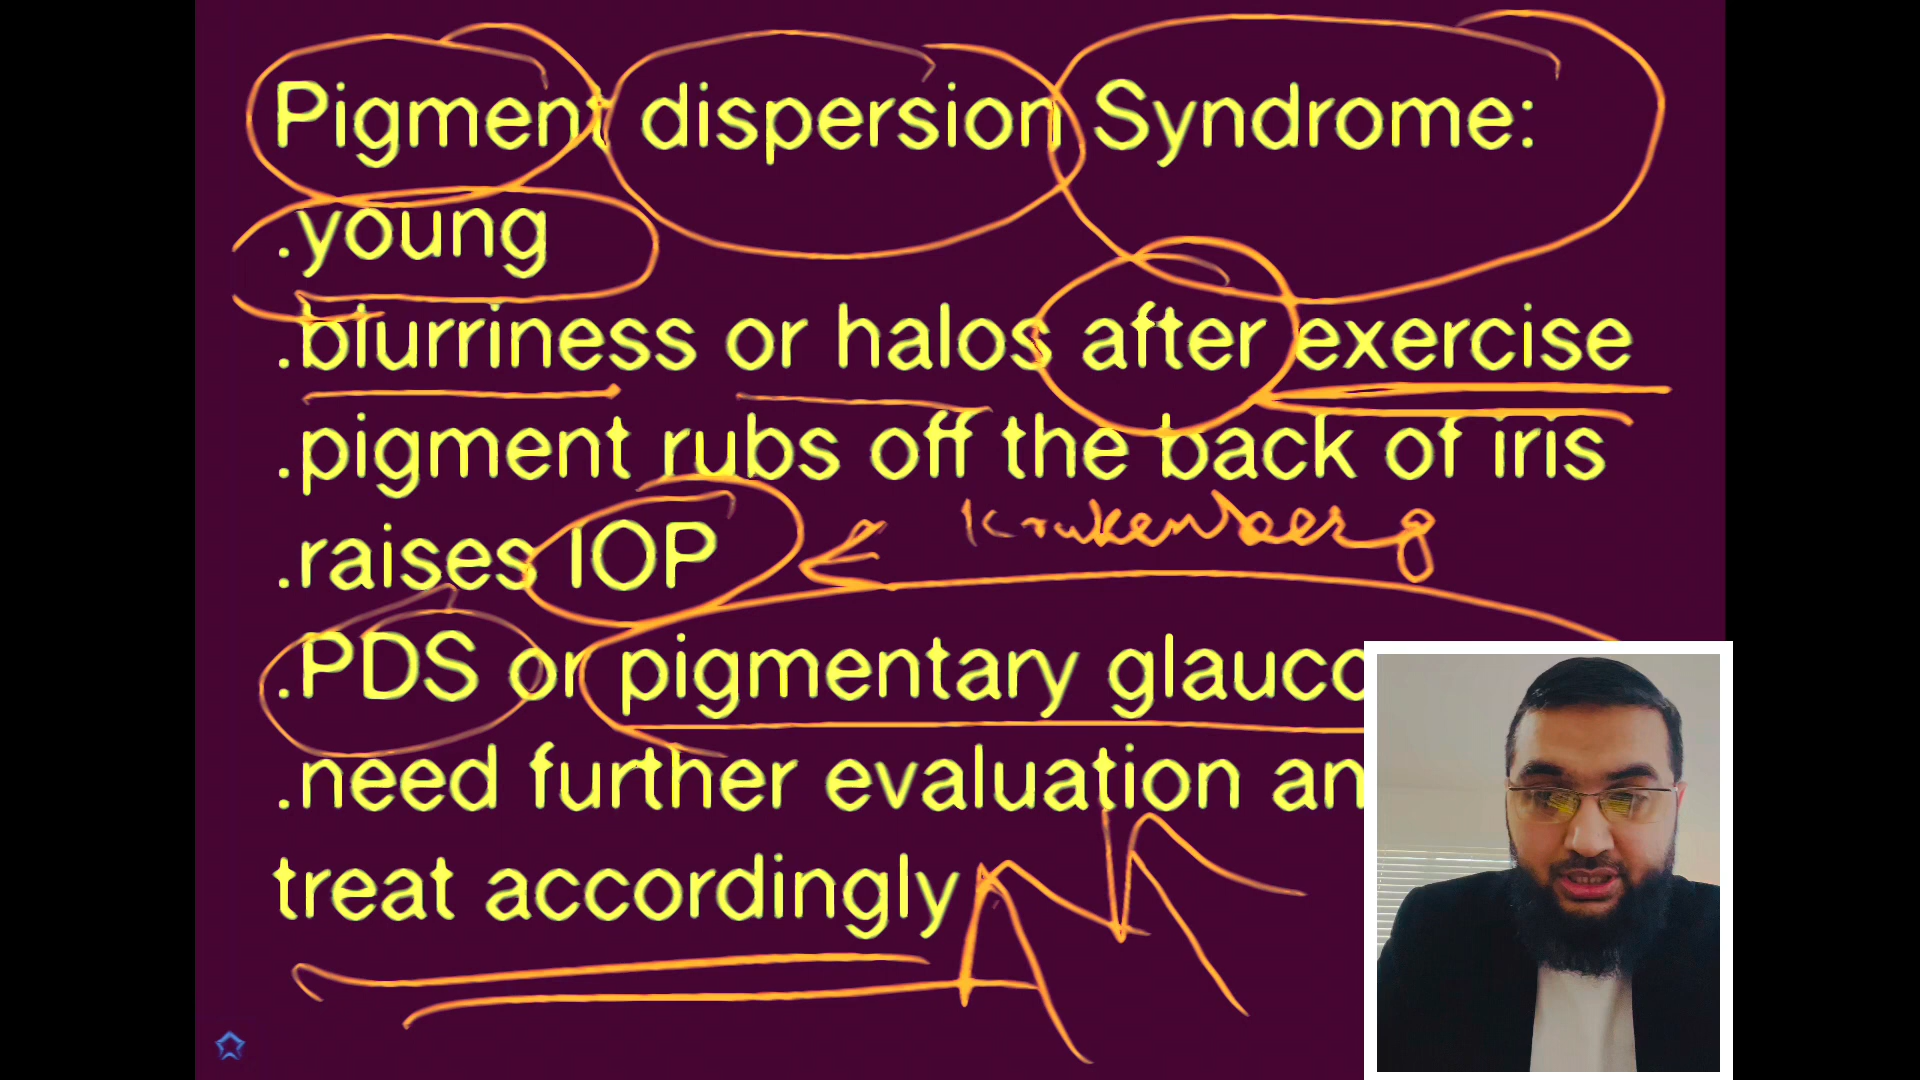 Pigment dispersion Syndrome:
.young
.blurriness or halos after exercise
.pigment rubs off the back of iris
Krukenberg
.raises IOP
.PDS or pigmentary glauco
.need further evaluation an
treat accordingly